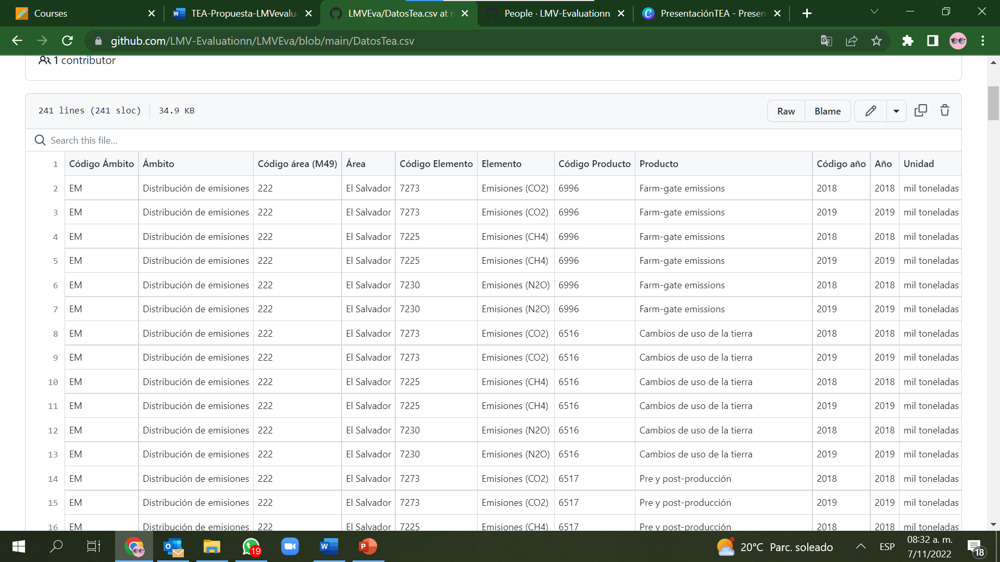 Courses
TEA-Propuesta-LMVevalua
LMVEva/DatosTea.csv at m
People · LMV-Evaluationn
PresentaciónTEA - Present
github.com/LMV-Evaluationn/LMVEva/blob/main/DatosTea.csv
1 contributor
241 lines (241 sloc) 34.9 KB
Raw Blame
Search this file...
1 Código Ámbito Ámbito Código área (M49) Área Código Elemento Elemento Código Producto Producto Código año Año Unidad
2 EM Distribución de emisiones 222 El Salvador 7273 Emisiones (CO2) 6996 Farm-gate emissions 2018 2018 mil toneladas
3 EM Distribución de emisiones 222 El Salvador 7273 Emisiones (CO2) 6996 Farm-gate emissions 2019 2019 mil toneladas
4 EM Distribución de emisiones 222 El Salvador 7225 Emisiones (CH4) 6996 Farm-gate emissions 2018 2018 mil toneladas
5 EM Distribución de emisiones 222 El Salvador 7225 Emisiones (CH4) 6996 Farm-gate emissions 2019 2019 mil toneladas
6 EM Distribución de emisiones 222 El Salvador 7230 Emisiones (N2O) 6996 Farm-gate emissions 2018 2018 mil toneladas
7 EM Distribución de emisiones 222 El Salvador 7230 Emisiones (N2O) 6996 Farm-gate emissions 2019 2019 mil toneladas
8 EM Distribución de emisiones 222 El Salvador 7273 Emisiones (CO2) 6516 Cambios de uso de la tierra 2018 2018 mil toneladas
9 EM Distribución de emisiones 222 El Salvador 7273 Emisiones (CO2) 6516 Cambios de uso de la tierra 2019 2019 mil toneladas
10 EM Distribución de emisiones 222 El Salvador 7225 Emisiones (CH4) 6516 Cambios de uso de la tierra 2018 2018 mil toneladas
11 EM Distribución de emisiones 222 El Salvador 7225 Emisiones (CH4) 6516 Cambios de uso de la tierra 2019 2019 mil toneladas
12 EM Distribución de emisiones 222 El Salvador 7230 Emisiones (N2O) 6516 Cambios de uso de la tierra 2018 2018 mil toneladas
13 EM Distribución de emisiones 222 El Salvador 7230 Emisiones (N2O) 6516 Cambios de uso de la tierra 2019 2019 mil toneladas
14 EM Distribución de emisiones 222 El Salvador 7273 Emisiones (CO2) 6517 Pre y post-producción 2018 2018 mil toneladas
15 EM Distribución de emisiones 222 El Salvador 7273 Emisiones (CO2) 6517 Pre y post-producción 2019 2019 mil toneladas
16 EM Distribución de emisiones 222 El Salvador 7225 Emisiones (CH4) 6517 Pre y post-producción 2018 2018 mil toneladas
19
20°C Parc. soleado
ESP
08:32 a. m.
7/11/2022
18